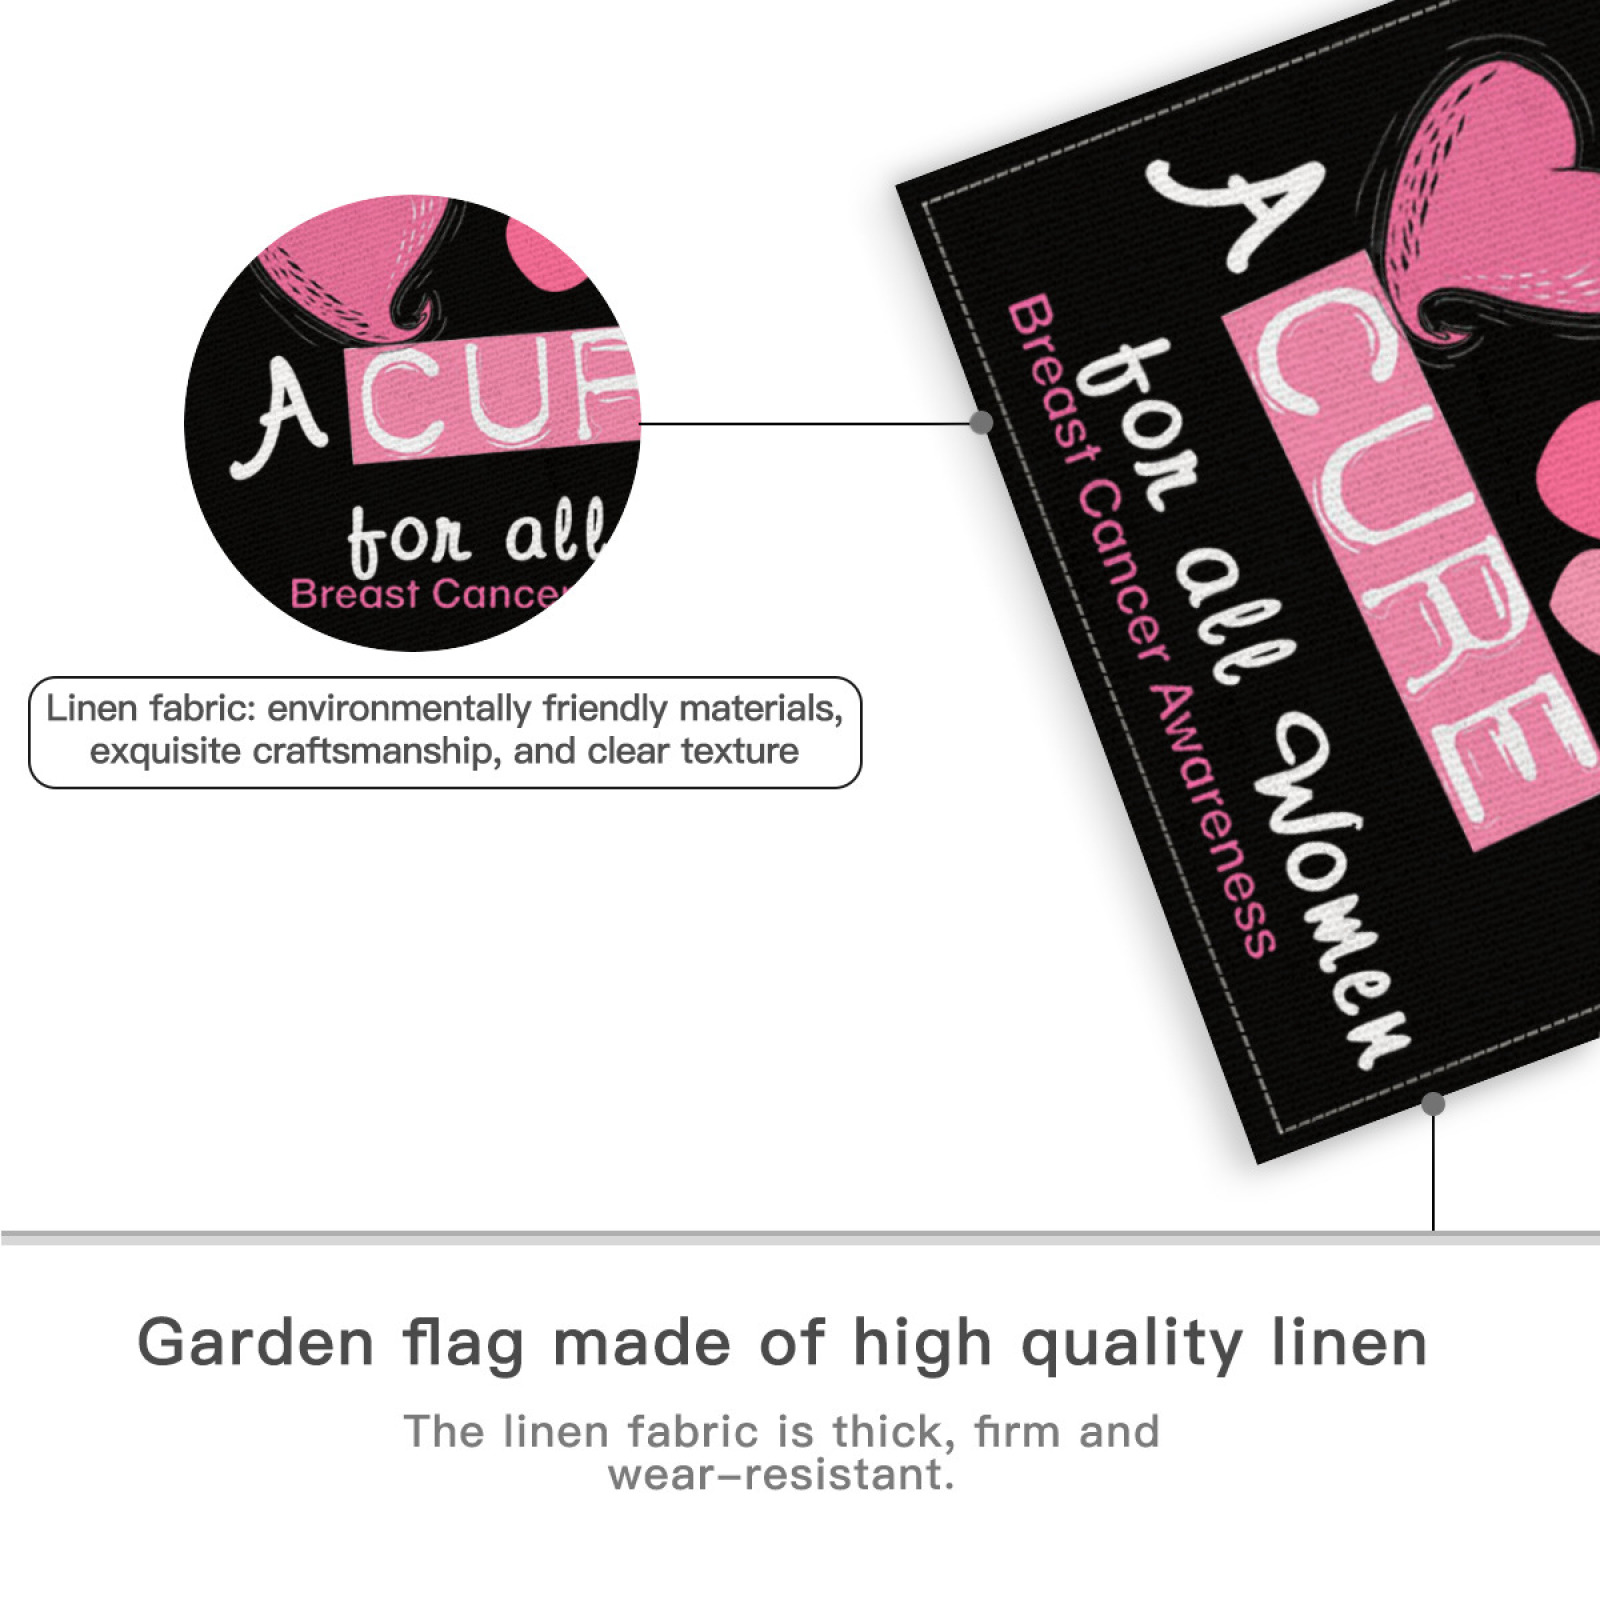 A CUR
for all
Breast Cancer
Linen fabric: environmentally friendly materials,
exquisite craftsmanship, and clear texture
A
CURE
for all Women
Breast Cancer Awareness
Garden flag made of high quality linen
The linen fabric is thick, firm and
wear-resistant.